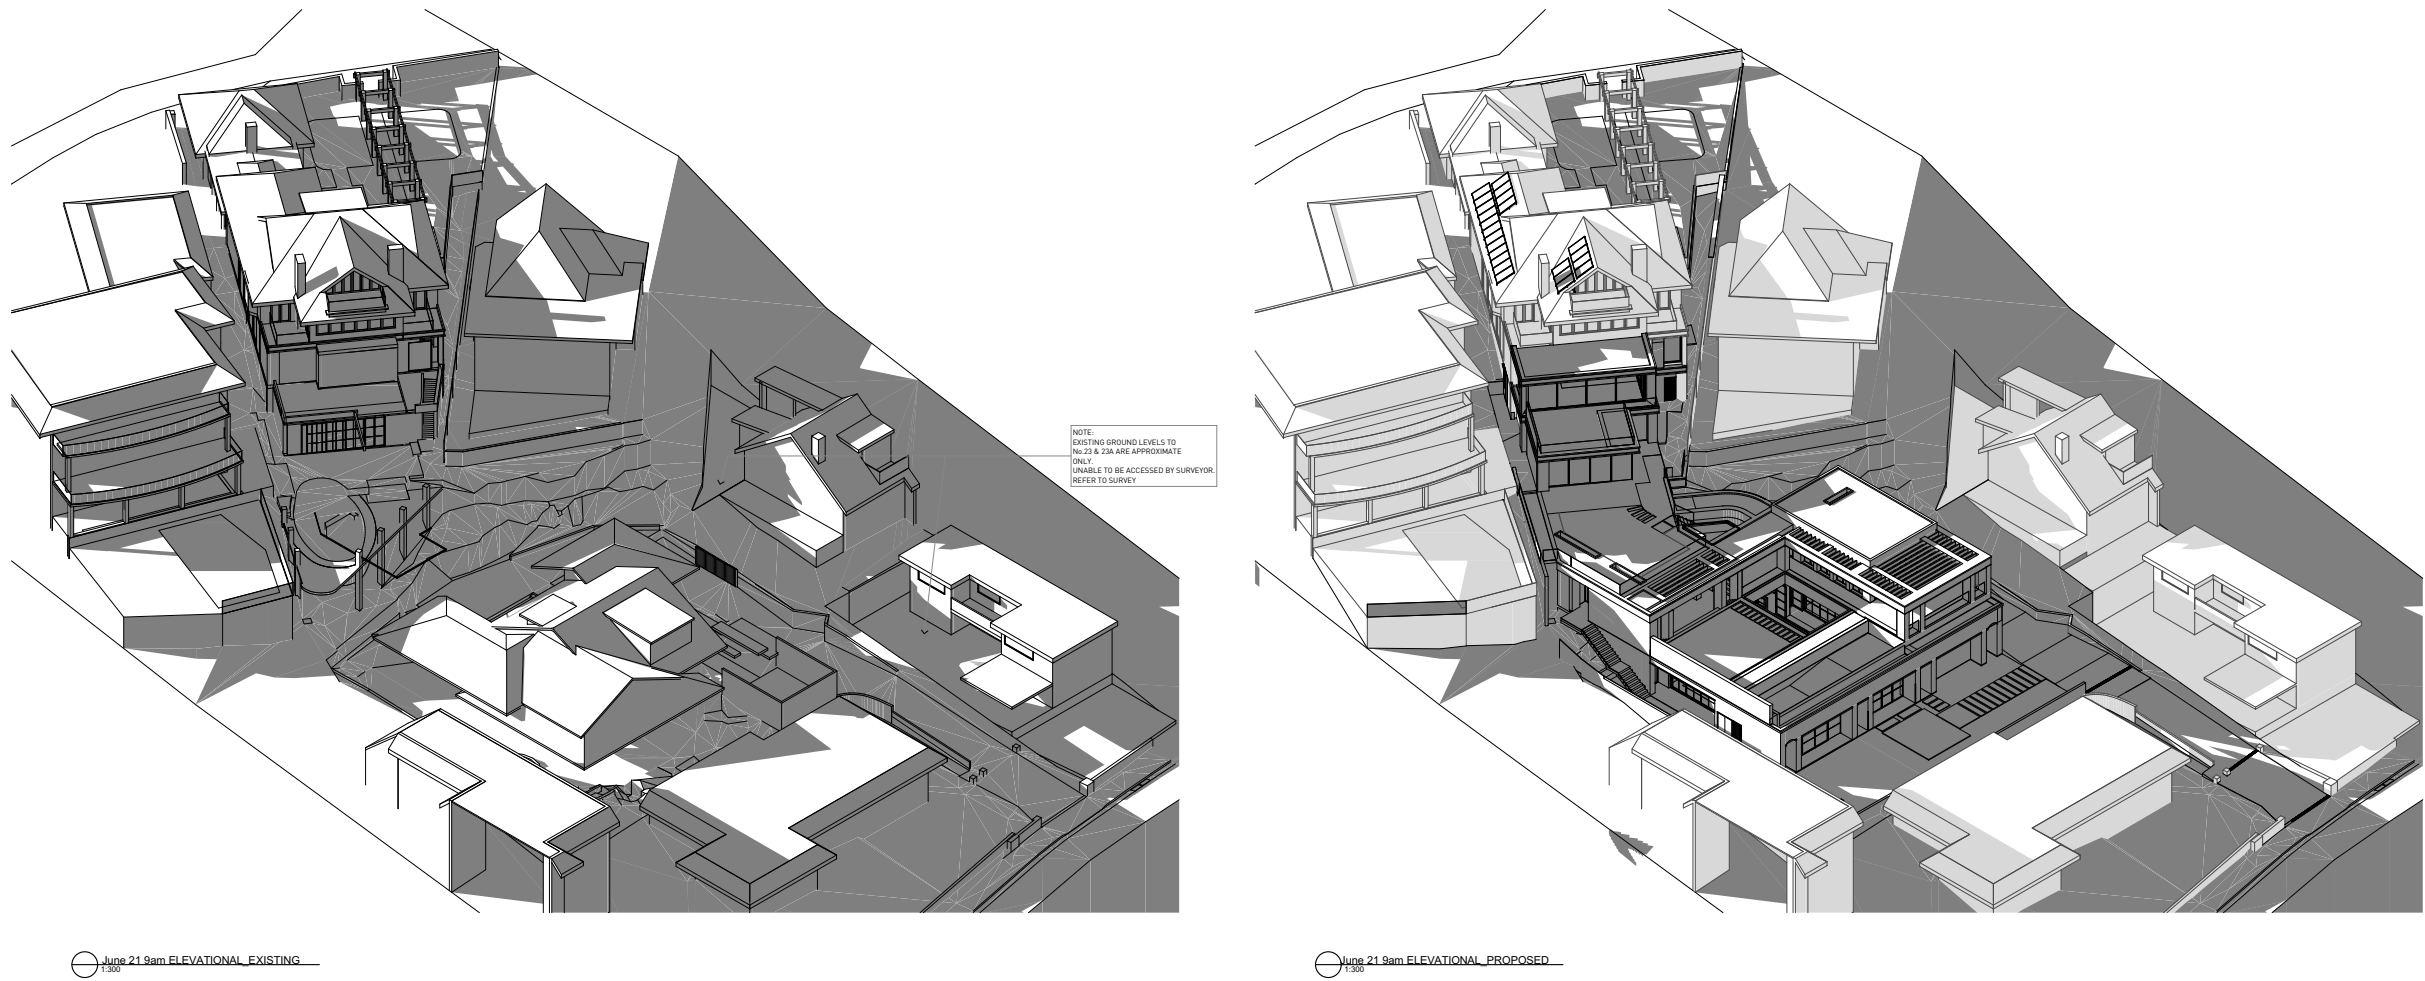 NOTE:
EXISTING GROUND LEVELS TO
No.23 & 23A ARE APPROXIMATE
ONLY.
UNABLE TO BE ACCESSED BY SURVEYOR.
REFER TO SURVEY
June 21 9am ELEVATIONAL_EXISTING
1:300
June 21 9am ELEVATIONAL_PROPOSED
1:300